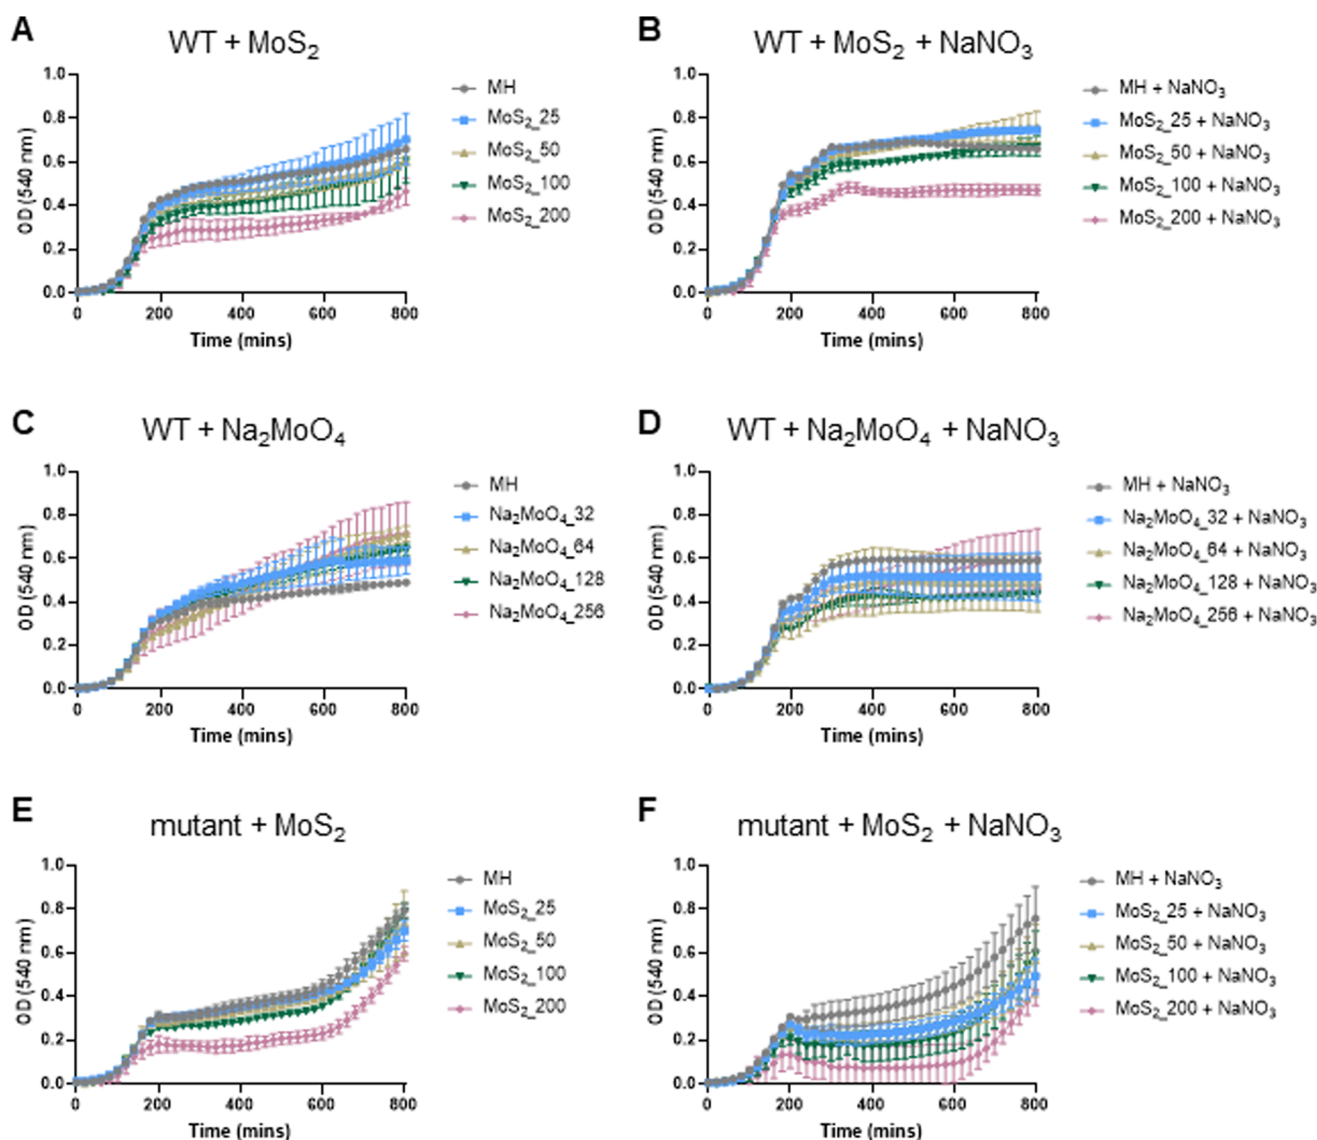 A
WT + MoS₂
OD (540 nm)
1.0
0.8
0.6
0.4
0.2
0.0
0 200 400 600 800
Time (mins)
MH
MoS₂_25
MoS₂_50
MoS₂_100
MoS₂_200
B
WT + MoS₂ + NaNO₃
OD (540 nm)
1.0
0.8
0.6
0.4
0.2
0.0
0 200 400 600 800
Time (mins)
MH + NaNO₃
MoS₂_25 + NaNO₃
MoS₂_50 + NaNO₃
MoS₂_100 + NaNO₃
MoS₂_200 + NaNO₃
C
WT + Na₂MoO₄
OD (540 nm)
1.0
0.8
0.6
0.4
0.2
0.0
0 200 400 600 800
Time (mins)
MH
Na₂MoO₄_32
Na₂MoO₄_64
Na₂MoO₄_128
Na₂MoO₄_256
D
WT + Na₂MoO₄ + NaNO₃
OD (540 nm)
1.0
0.8
0.6
0.4
0.2
0.0
0 200 400 600 800
Time (mins)
MH + NaNO₃
Na₂MoO₄_32 + NaNO₃
Na₂MoO₄_64 + NaNO₃
Na₂MoO₄_128 + NaNO₃
Na₂MoO₄_256 + NaNO₃
E
mutant + MoS₂
OD (540 nm)
1.0
0.8
0.6
0.4
0.2
0.0
0 200 400 600 800
Time (mins)
MH
MoS₂_25
MoS₂_50
MoS₂_100
MoS₂_200
F
mutant + MoS₂ + NaNO₃
OD (540 nm)
1.0
0.8
0.6
0.4
0.2
0.0
0 200 400 600 800
Time (mins)
MH + NaNO₃
MoS₂_25 + NaNO₃
MoS₂_50 + NaNO₃
MoS₂_100 + NaNO₃
MoS₂_200 + NaNO₃